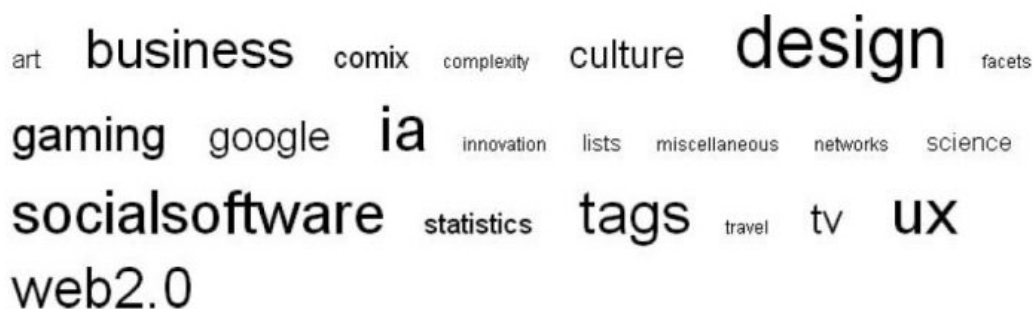 art business comix complexity culture design facets
gaming google ia innovation lists miscellaneous networks science
socialsoftware statistics tags travel tv ux
web2.0